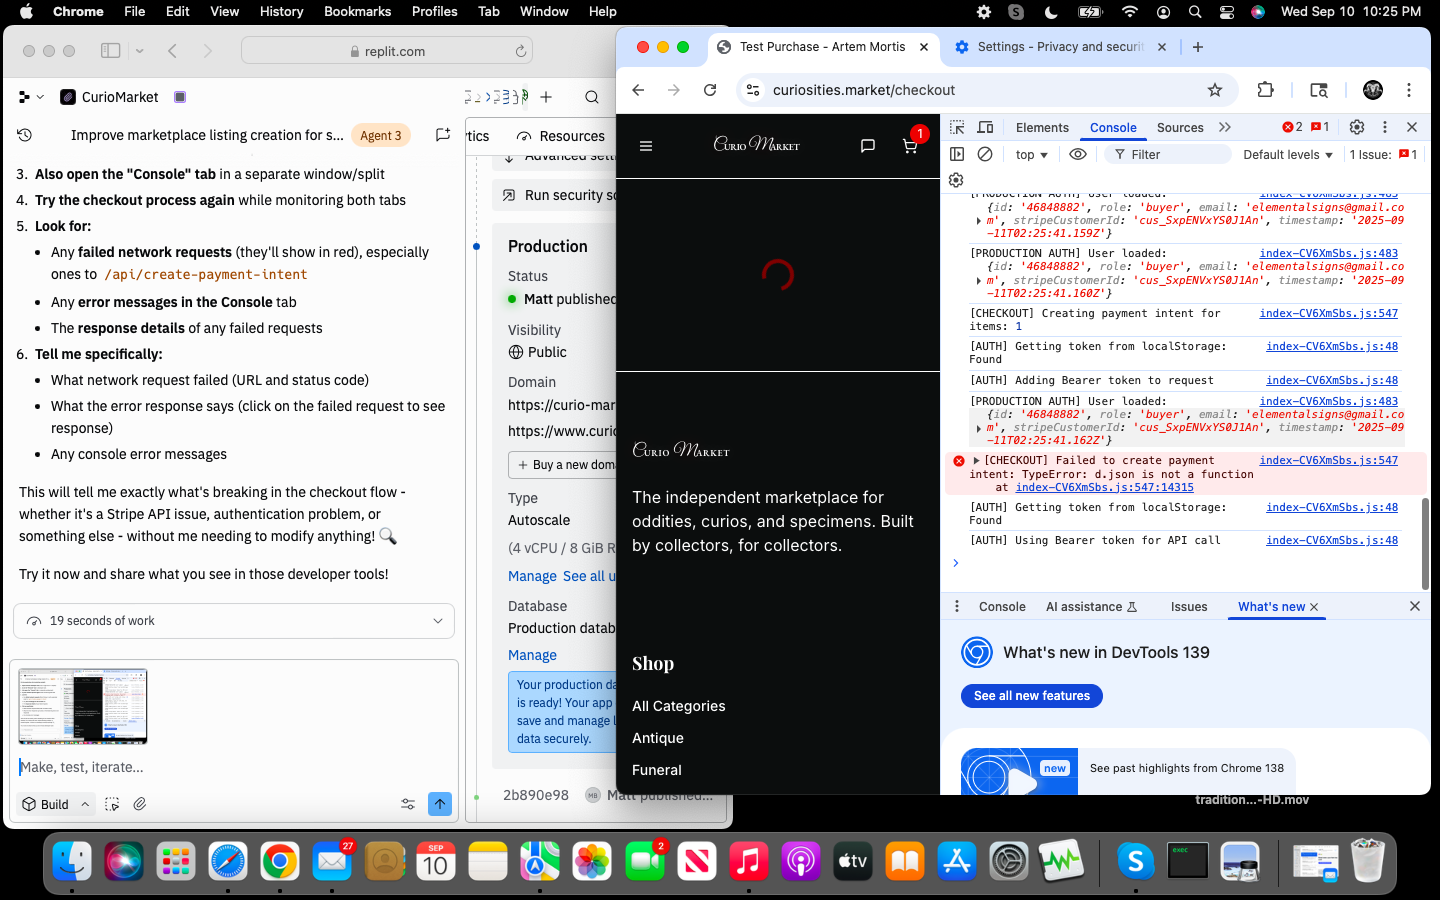 Chrome File Edit View History Bookmarks Profiles Tab Window Help
Wed Sep 10 10:25 PM
replit.com
CurioMarket
Improve marketplace listing creation for s... Agent 3
3. Also open the "Console" tab in a separate window/split
4. Try the checkout process again while monitoring both tabs
5. Look for:
• Any failed network requests (they'll show in red), especially
ones to /api/create-payment-intent
• Any error messages in the Console tab
• The response details of any failed requests
6. Tell me specifically:
• What network request failed (URL and status code)
• What the error response says (click on the failed request to see
response)
• Any console error messages
This will tell me exactly what's breaking in the checkout flow -
whether it's a Stripe API issue, authentication problem, or
something else - without me needing to modify anything! 🔍
Try it now and share what you see in those developer tools!
19 seconds of work
Make, test, iterate...
Build
tics Resources
Advanced setti
Run security sc
Production
Status
Matt published
Visibility
Public
Domain
https://curio-mar
https://www.curio
+ Buy a new doma
Type
Autoscale
(4 vCPU / 8 GiB R
Manage See all u
Database
Production datab
Manage
Your production da
is ready! Your app
save and manage l
data securely.
2b890e98 MB Matt published...
Test Purchase - Artem Mortis
Settings - Privacy and securit
curiosities.market/checkout
Curio Market
1
Curio Market
The independent marketplace for
oddities, curios, and specimens. Built
by collectors, for collectors.
Shop
All Categories
Antique
Funeral
Elements Console Sources 2 1
top Filter Default levels 1 Issue: 1
[PRODUCTION AUTH] User loaded: index-CV6XmSbs.js:483
{id: '46848882', role: 'buyer', email: 'elementalsigns@gmail.co
m', stripeCustomerId: 'cus_SxpENVxYS0J1An', timestamp: '2025-09
-11T02:25:41.159Z'}
[PRODUCTION AUTH] User loaded: index-CV6XmSbs.js:483
{id: '46848882', role: 'buyer', email: 'elementalsigns@gmail.co
m', stripeCustomerId: 'cus_SxpENVxYS0J1An', timestamp: '2025-09
-11T02:25:41.160Z'}
[CHECKOUT] Creating payment intent for index-CV6XmSbs.js:547
items: 1
[AUTH] Getting token from localStorage: index-CV6XmSbs.js:48
Found
[AUTH] Adding Bearer token to request index-CV6XmSbs.js:48
[PRODUCTION AUTH] User loaded: index-CV6XmSbs.js:483
{id: '46848882', role: 'buyer', email: 'elementalsigns@gmail.co
m', stripeCustomerId: 'cus_SxpENVxYS0J1An', timestamp: '2025-09
-11T02:25:41.162Z'}
[CHECKOUT] Failed to create payment index-CV6XmSbs.js:547
intent: TypeError: d.json is not a function
at index-CV6XmSbs.js:547:14315
[AUTH] Getting token from localStorage: index-CV6XmSbs.js:48
Found
[AUTH] Using Bearer token for API call index-CV6XmSbs.js:48
Console AI assistance Issues What's new
What's new in DevTools 139
See all new features
new
See past highlights from Chrome 138
tradition...-HD.mov
27
SEP
10
2
tv
exec